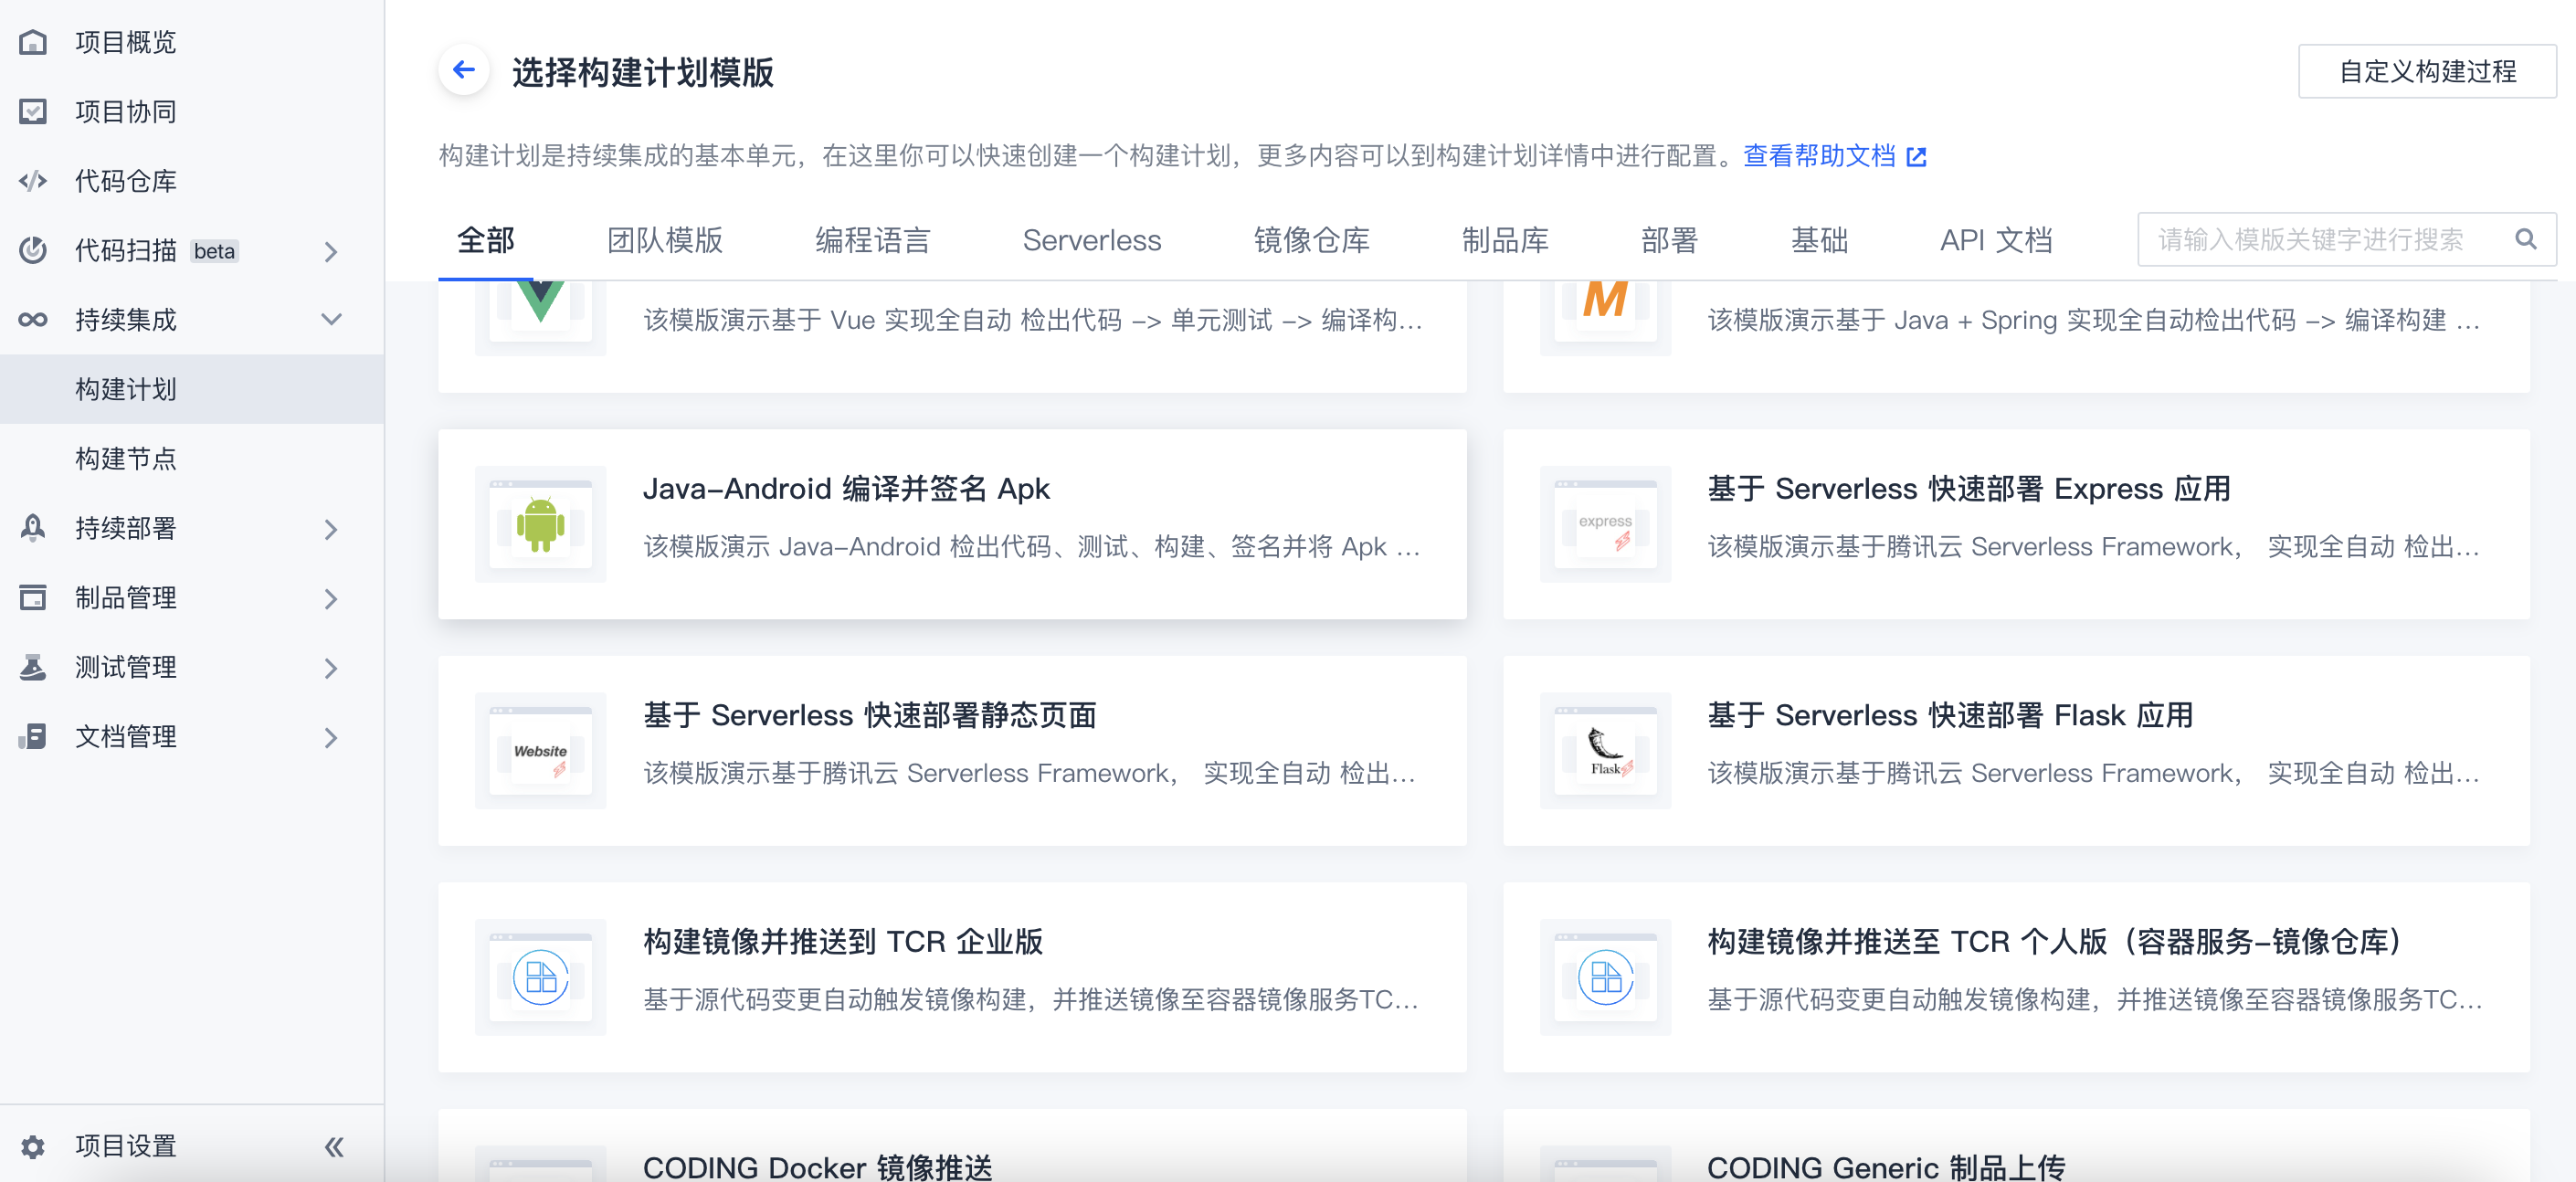 项目概览
项目协同
代码仓库
代码扫描 beta
持续集成
构建计划
构建节点
持续部署
制品管理
测试管理
文档管理
项目设置
选择构建计划模版
自定义构建过程
构建计划是持续集成的基本单元，在这里你可以快速创建一个构建计划，更多内容可以到构建计划详情中进行配置。查看帮助文档
全部 团队模版 编程语言 Serverless 镜像仓库 制品库 部署 基础 API 文档 请输入模版关键字进行搜索
该模版演示基于 Vue 实现全自动 检出代码 -> 单元测试 -> 编译构...
M
该模版演示基于 Java + Spring 实现全自动检出代码 -> 编译构建 ...
Java-Android 编译并签名 Apk
该模版演示 Java-Android 检出代码、测试、构建、签名并将 Apk ...
express
基于 Serverless 快速部署 Express 应用
该模版演示基于腾讯云 Serverless Framework， 实现全自动 检出...
Website
基于 Serverless 快速部署静态页面
该模版演示基于腾讯云 Serverless Framework， 实现全自动 检出...
Flask
基于 Serverless 快速部署 Flask 应用
该模版演示基于腾讯云 Serverless Framework， 实现全自动 检出...
构建镜像并推送到 TCR 企业版
基于源代码变更自动触发镜像构建，并推送镜像至容器镜像服务TC...
构建镜像并推送至 TCR 个人版（容器服务-镜像仓库）
基于源代码变更自动触发镜像构建，并推送镜像至容器镜像服务TC...
CODING Docker 镜像推送
CODING Generic 制品上传